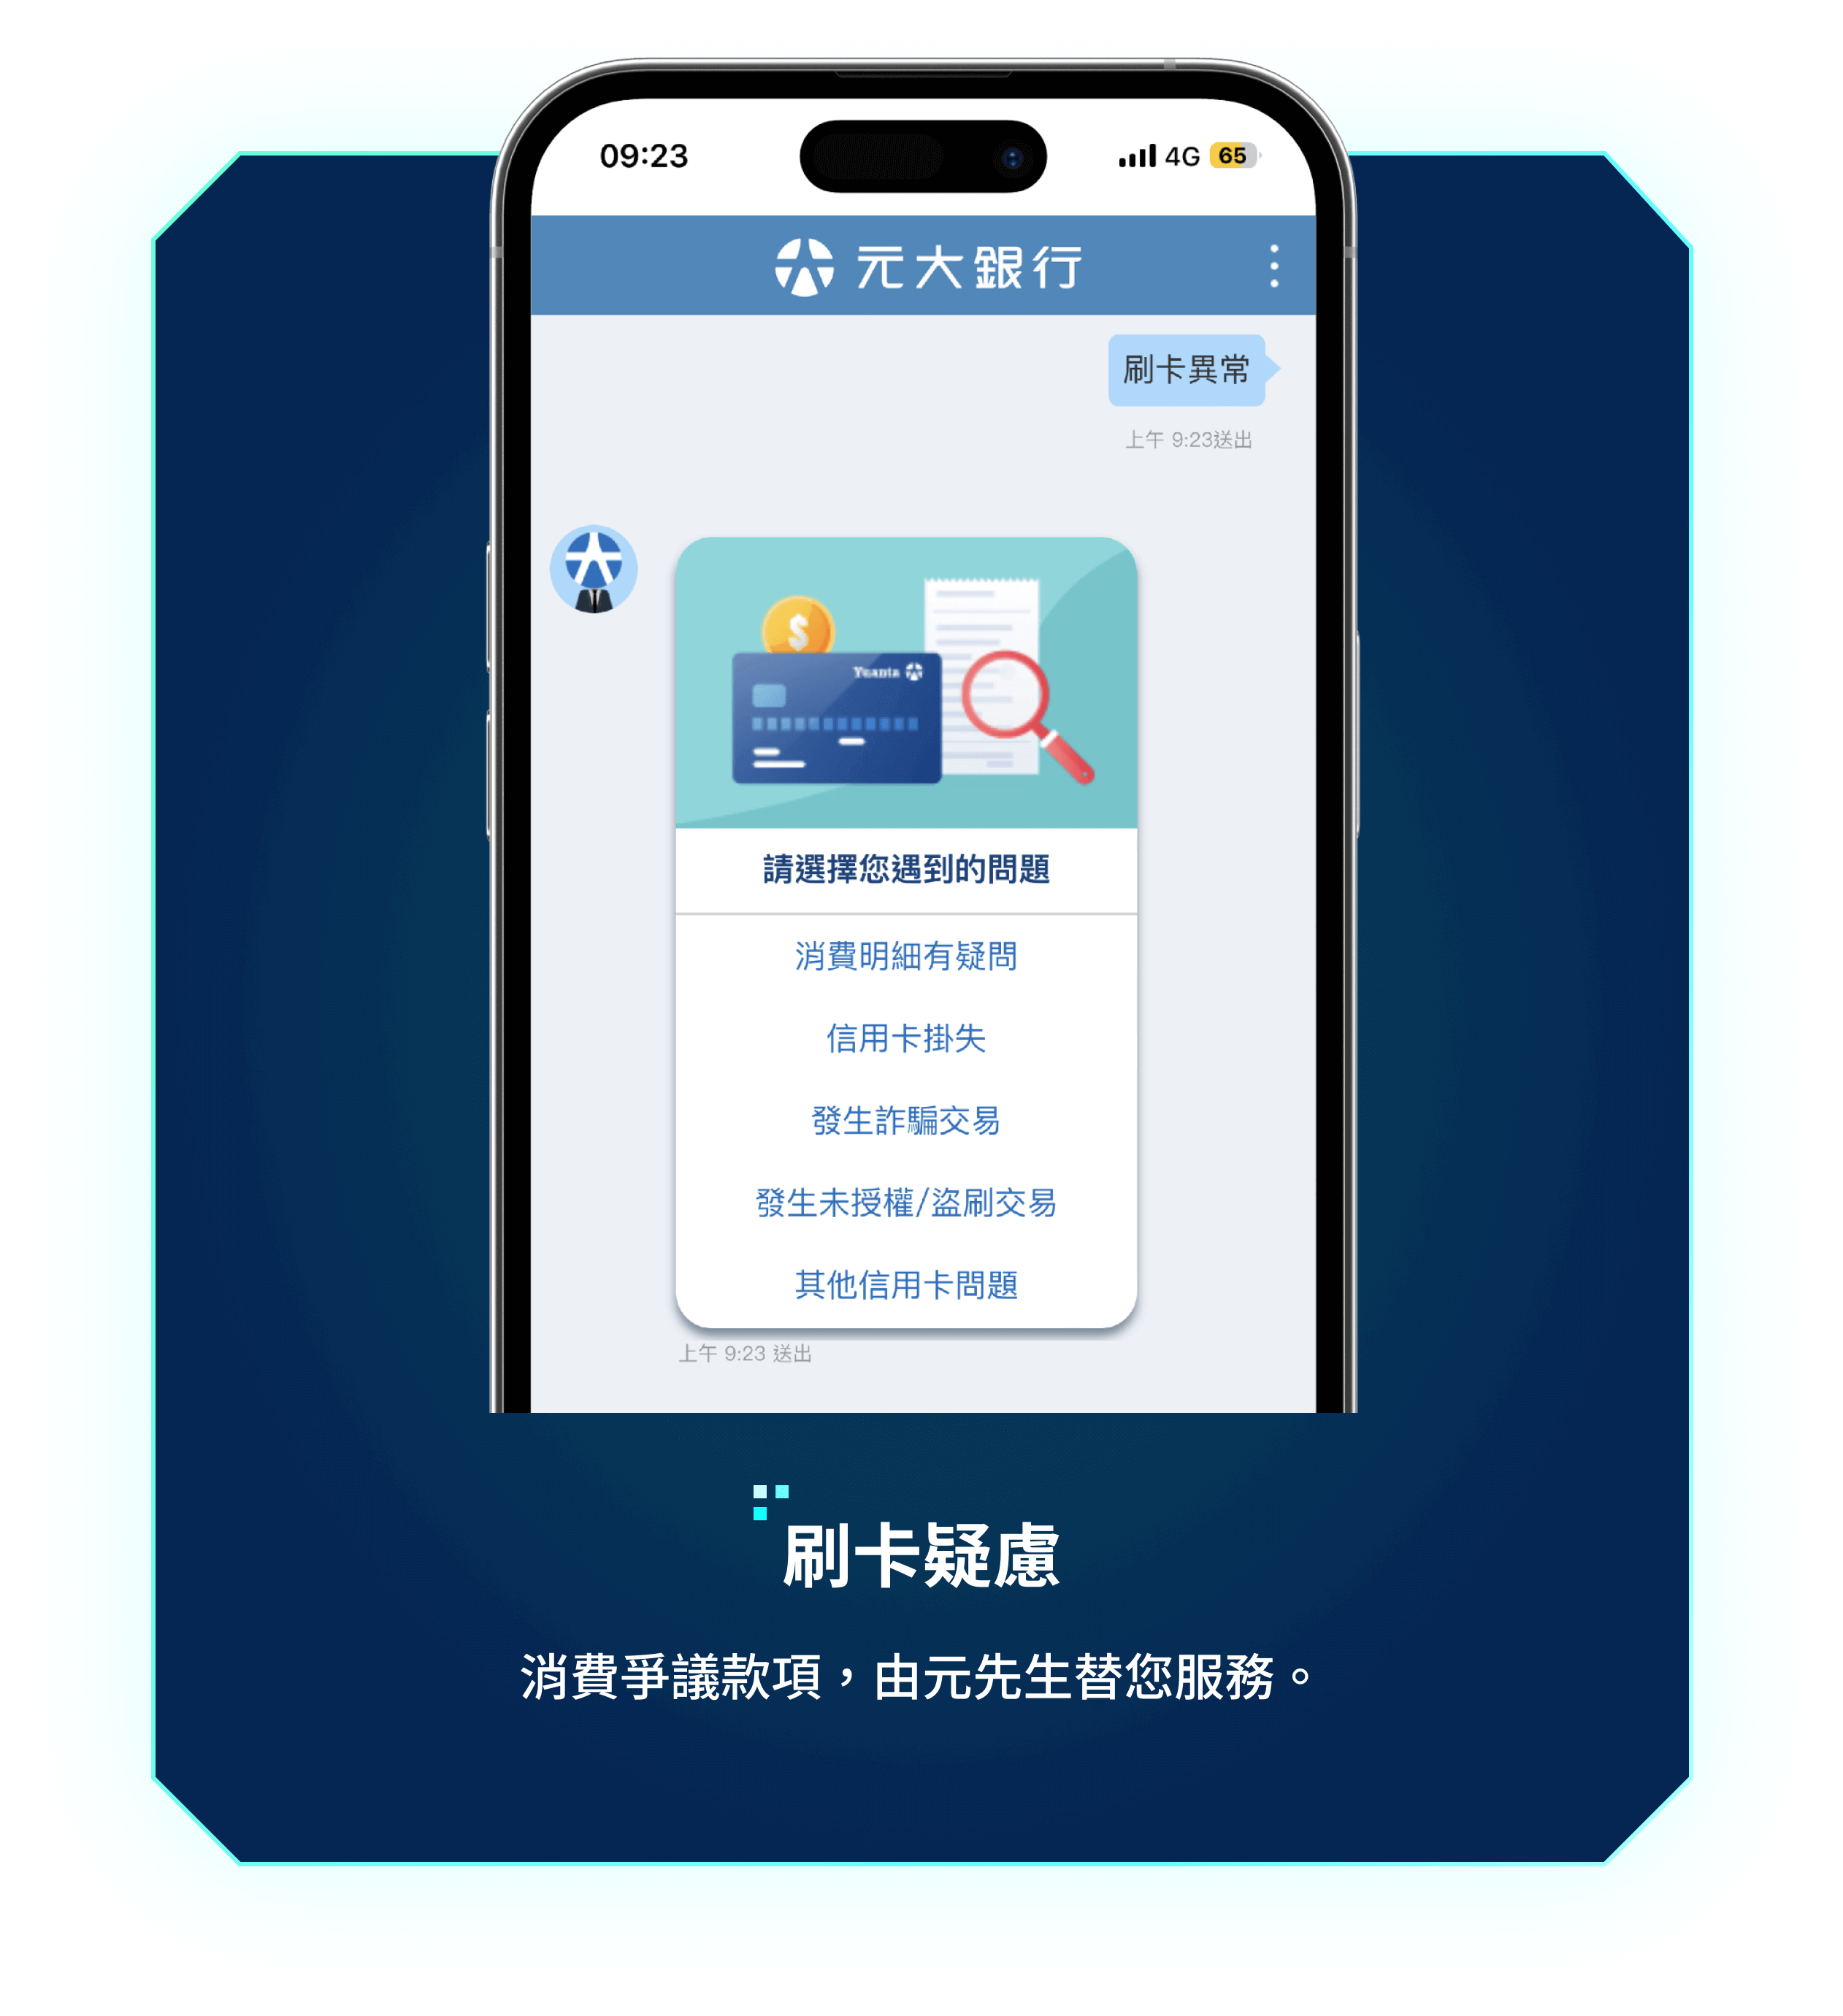 09:23
4G 65
元大銀行
刷卡異常
上午 9:23送出
Yuanta
請選擇您遇到的問題
消費明細有疑問
信用卡掛失
發生詐騙交易
發生未授權/盜刷交易
其他信用卡問題
上午 9:23 送出
刷卡疑慮
消費爭議款項，由元先生替您服務。